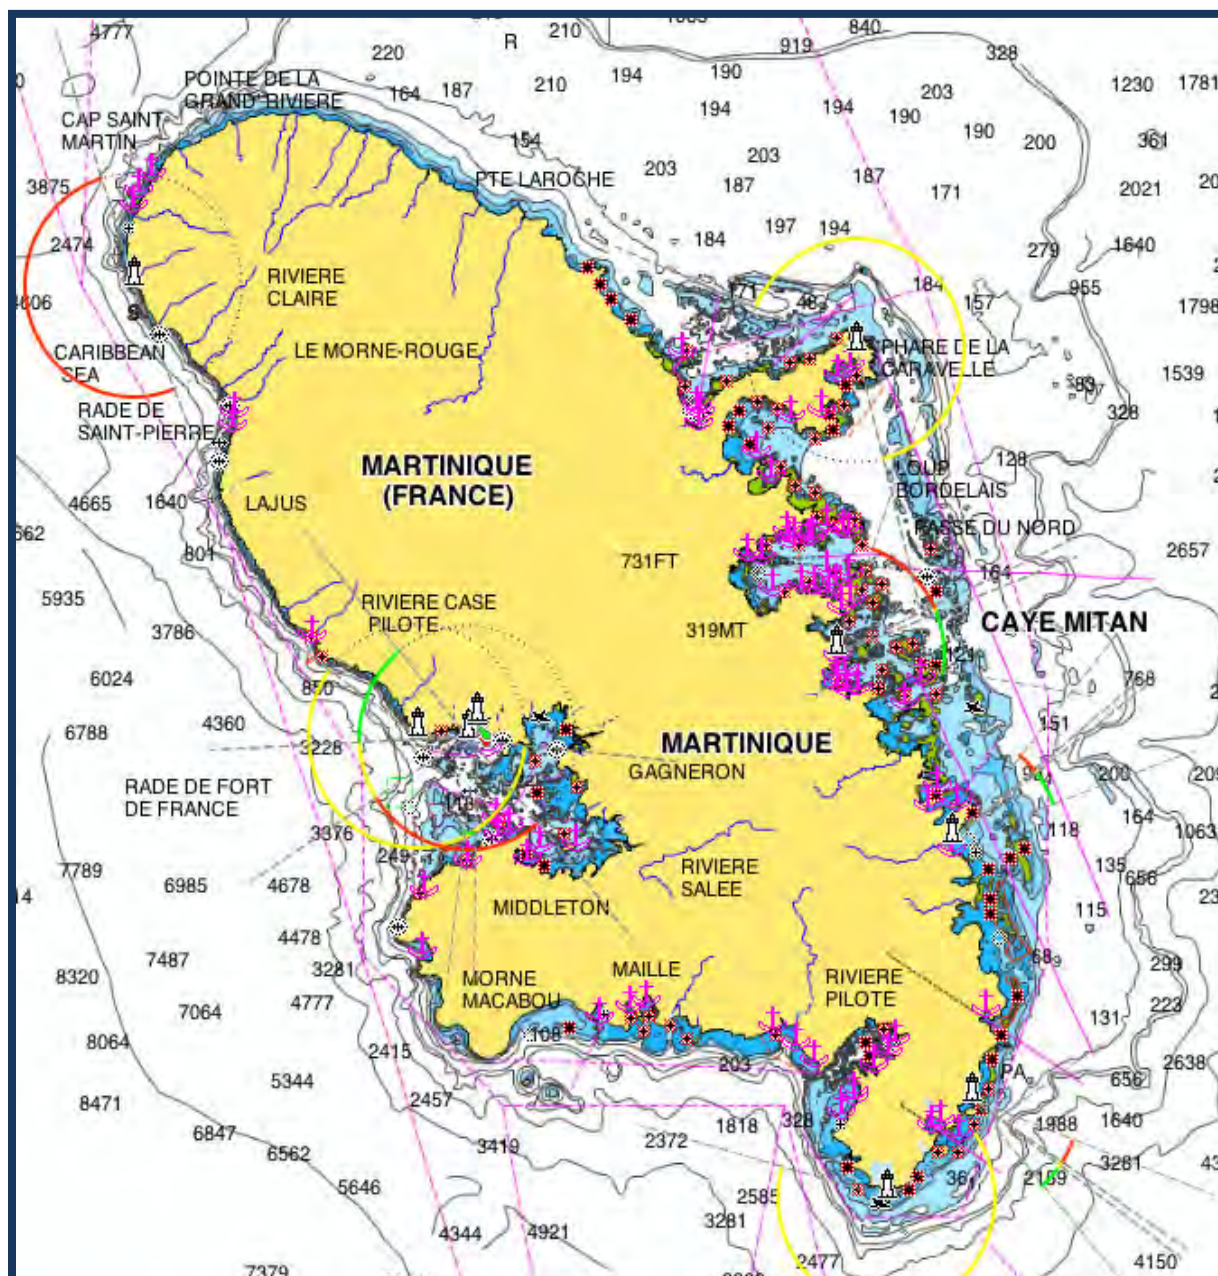 4777
210
919
840
R
220
328
194
190
1230
1781
POINTE DE LA
GRAND' RIVIERE
164
187
210
203
CAP SAINT-
MARTIN
194
194
190
190
200
361
154
203
203
3875
PTE LAROCHE
187
187
171
2021
2474
184
197
194
279
1640
RIVIERE
CLAIRE
171
184
157
955
1798
4606
S
CARIBBEAN
SEA
LE MORNE-ROUGE
PHARE DE LA
CARAVELLE
1539
328
RADE DE
SAINT-PIERRE
MARTINIQUE
(FRANCE)
128
LOUP
BORDELAIS
4665
1640
LAJUS
PASSE DU NORD
801
731FT
164
2657
5935
RIVIERE CASE
PILOTE
3786
319MT
CAYE MITAN
121
6024
850
768
6788
4360
3228
MARTINIQUE
151
GAGNERON
200
RADE DE FORT
DE FRANCE
118
164
1063
3376
249
118
135
656
7789
6985
4678
RIVIERE
SALEE
MIDDLETON
115
4478
8320
7487
3281
MORNE
MACABOU
MAILLE
RIVIERE
PILOTE
689
299
7064
4777
223
131
8064
2415
108
203
2638
PA
5344
656
8471
2457
1818
328
1988
1640
6847
3419
2372
6562
3281
5646
2585
36
2159
3281
4344
4921
2477
4150
7379